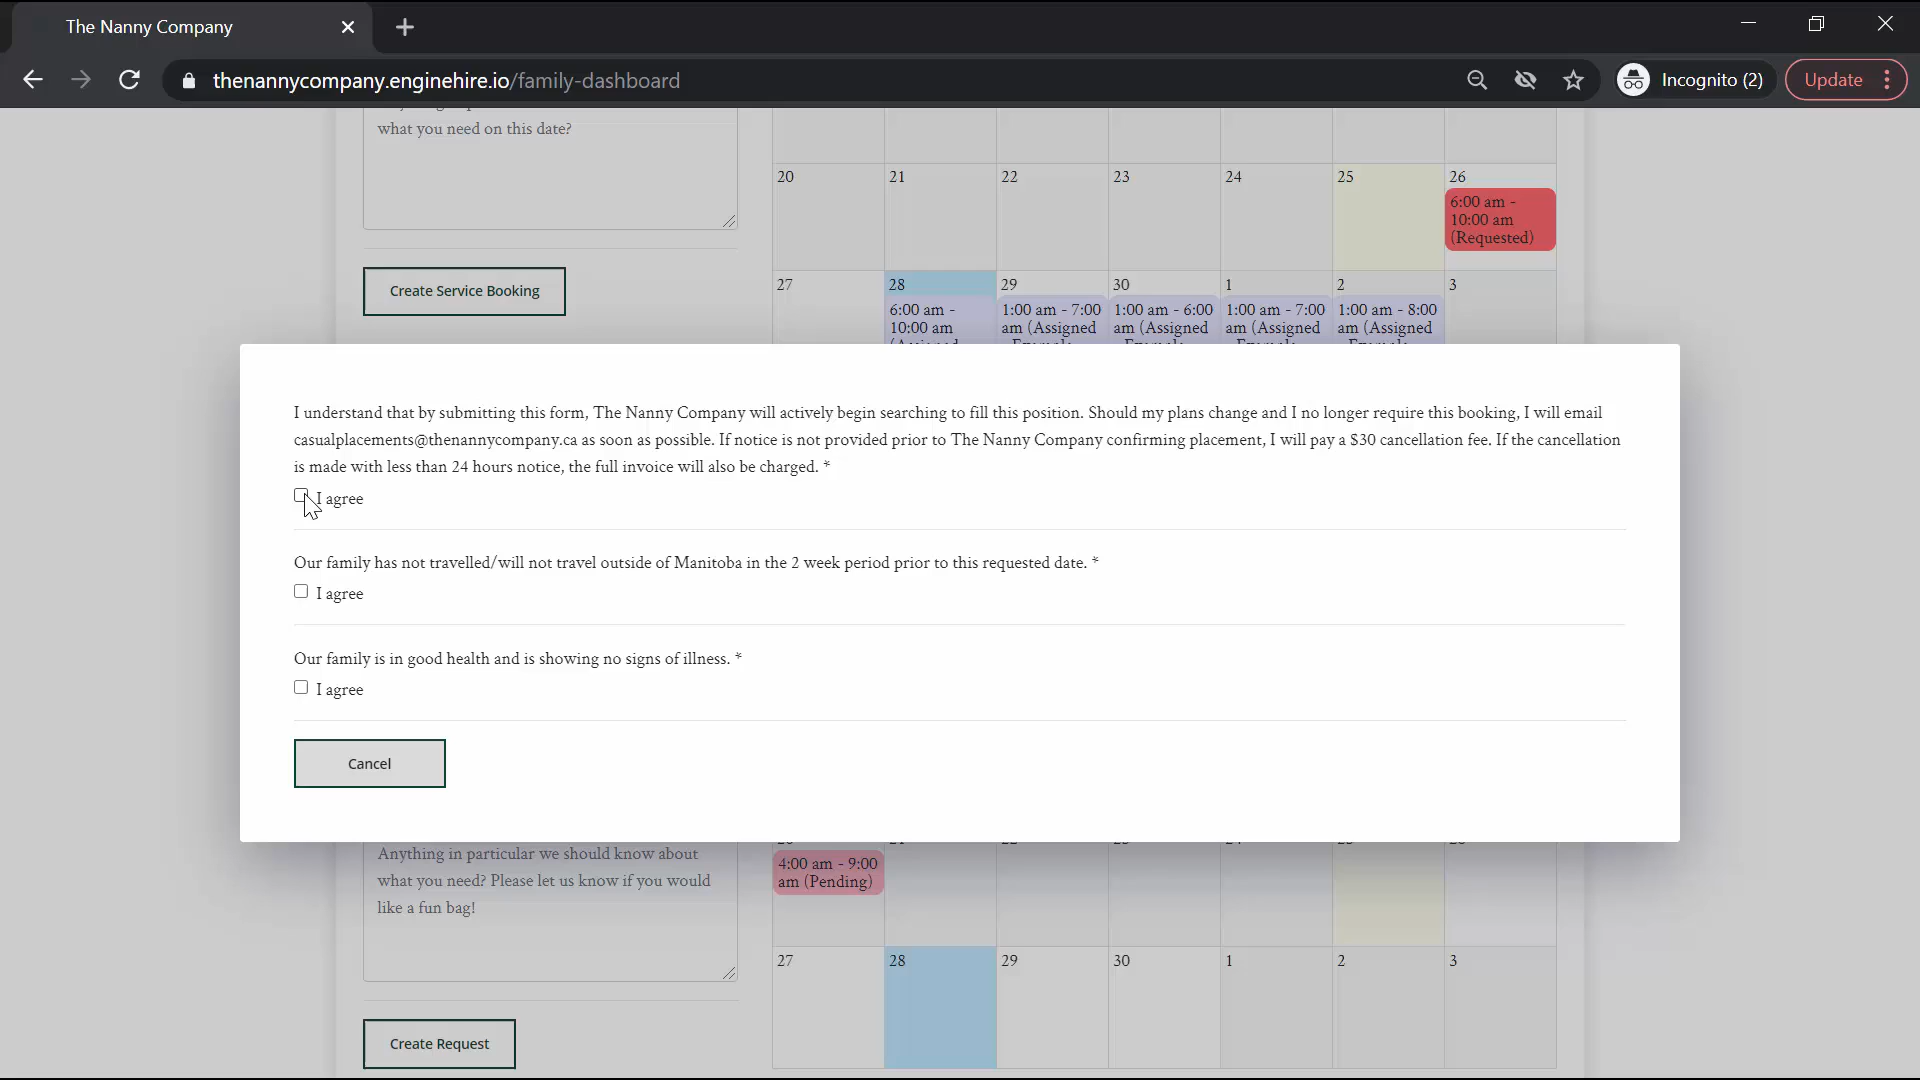 The Nanny Company
thenannycompany.enginehire.io/family-dashboard
Incognito (2)
Update
what you need on this date?
20 21 22 23 24 25 26
6:00 am -
10:00 am
(Requested)
Create Service Booking
27 28 29 30 1 2 3
6:00 am -
10:00 am
1:00 am - 7:00
am (Assigned
1:00 am - 6:00
am (Assigned
1:00 am - 7:00
am (Assigned
1:00 am - 8:00
am (Assigned
I understand that by submitting this form, The Nanny Company will actively begin searching to fill this position. Should my plans change and I no longer require this booking, I will email
casualplacements@thenannycompany.ca as soon as possible. If notice is not provided prior to The Nanny Company confirming placement, I will pay a $30 cancellation fee. If the cancellation
is made with less than 24 hours notice, the full invoice will also be charged. *
I agree
Our family has not travelled/will not travel outside of Manitoba in the 2 week period prior to this requested date. *
I agree
Our family is in good health and is showing no signs of illness. *
I agree
Cancel
Anything in particular we should know about
what you need? Please let us know if you would
like a fun bag!
4:00 am - 9:00
am (Pending)
27 28 29 30 1 2 3
Create Request